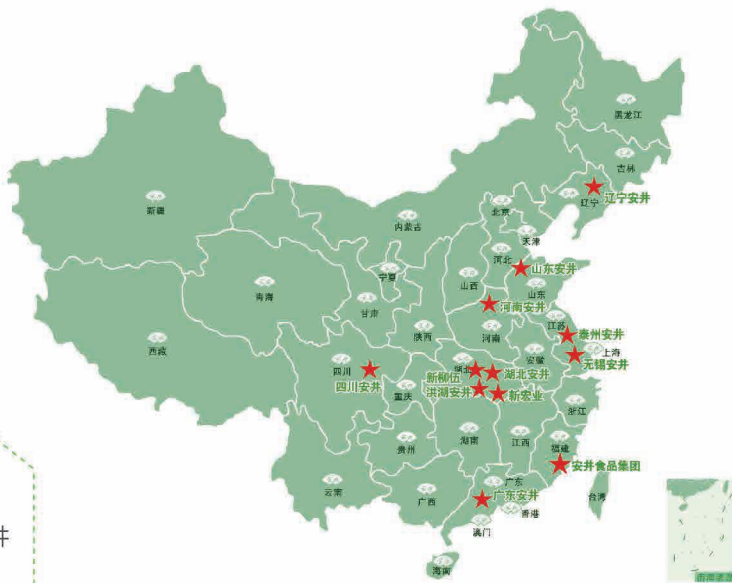 黑龙江
吉林
辽宁
辽宁安井
新疆
内蒙古
北京
天津
河北
山东安井
宁夏
山西
山东
青海
甘肃
河南安井
陕西
河南
江苏
泰州安井
西藏
安徽
上海
无锡安井
四川
湖北
新柳伍
湖北安井
四川安井
重庆
洪湖安井
新宏业
浙江
贵州
湖南
江西
福建
安井食品集团
云南
广西
广东
广东安井
台湾
香港
澳门
井
海南